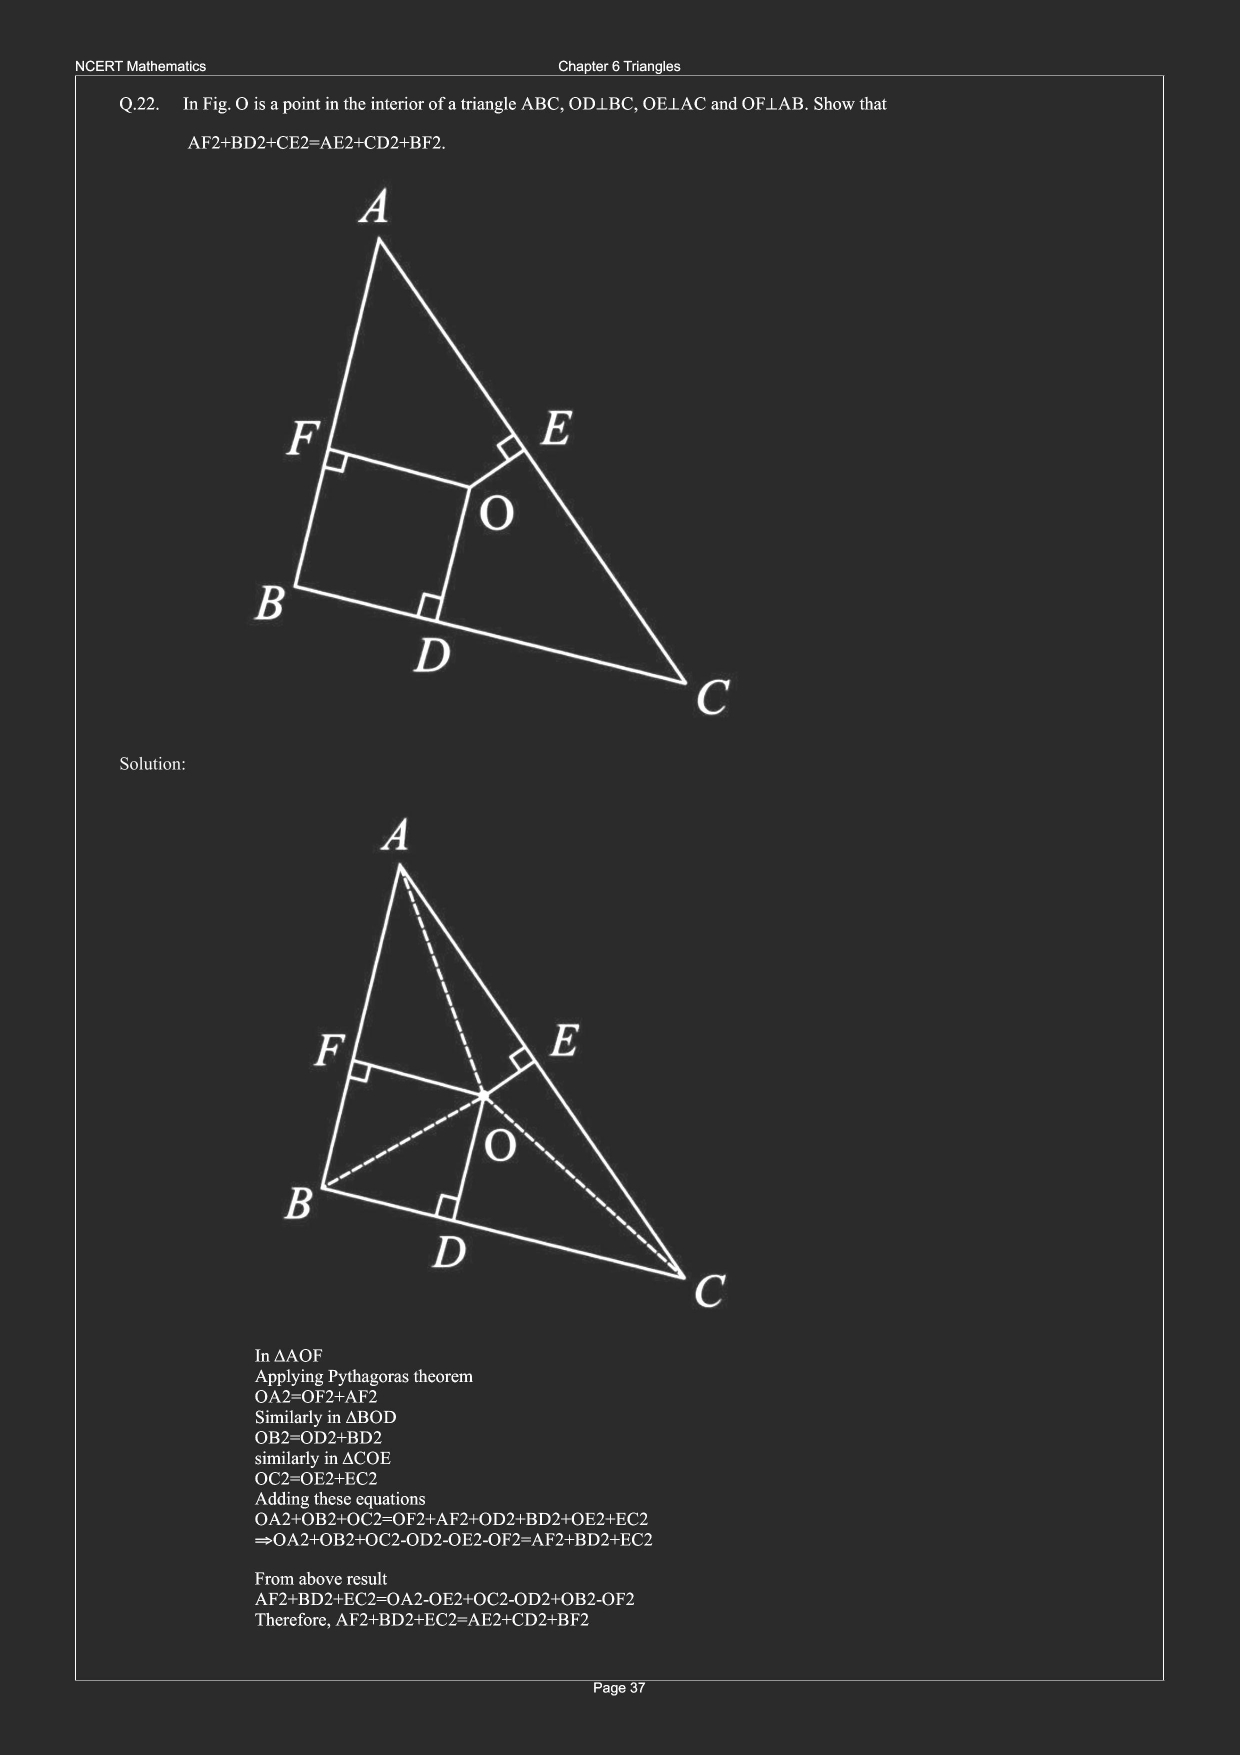 NCERT Mathematics
Chapter 6 Triangles
Q.22. In Fig. O is a point in the interior of a triangle ABC, OD⊥BC, OE⊥AC and OF⊥AB. Show that
AF2+BD2+CE2=AE2+CD2+BF2.
A
F
E
O
B
D
C
Solution:
A
F
E
O
B
D
C
In ΔAOF
Applying Pythagoras theorem
OA2=OF2+AF2
Similarly in ΔBOD
OB2=OD2+BD2
similarly in ΔCOE
OC2=OE2+EC2
Adding these equations
OA2+OB2+OC2=OF2+AF2+OD2+BD2+OE2+EC2
⇒OA2+OB2+OC2-OD2-OE2-OF2=AF2+BD2+EC2
From above result
AF2+BD2+EC2=OA2-OE2+OC2-OD2+OB2-OF2
Therefore, AF2+BD2+EC2=AE2+CD2+BF2
Page 37